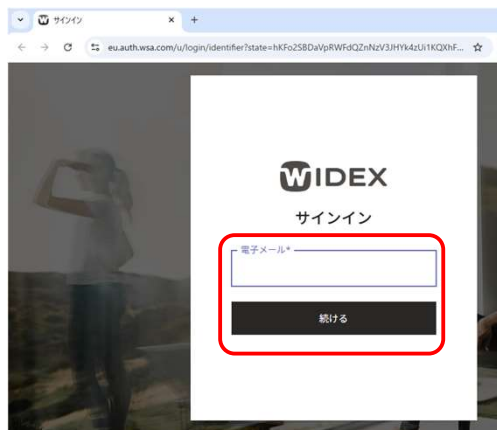 サインイン
eu.auth.wsa.com/u/login/identifier?state=hKFo2SBDaVpRWFdQZnNzV3JHYk4zUi1KQXhF...
WIDEX
サインイン
電子メール*
続ける